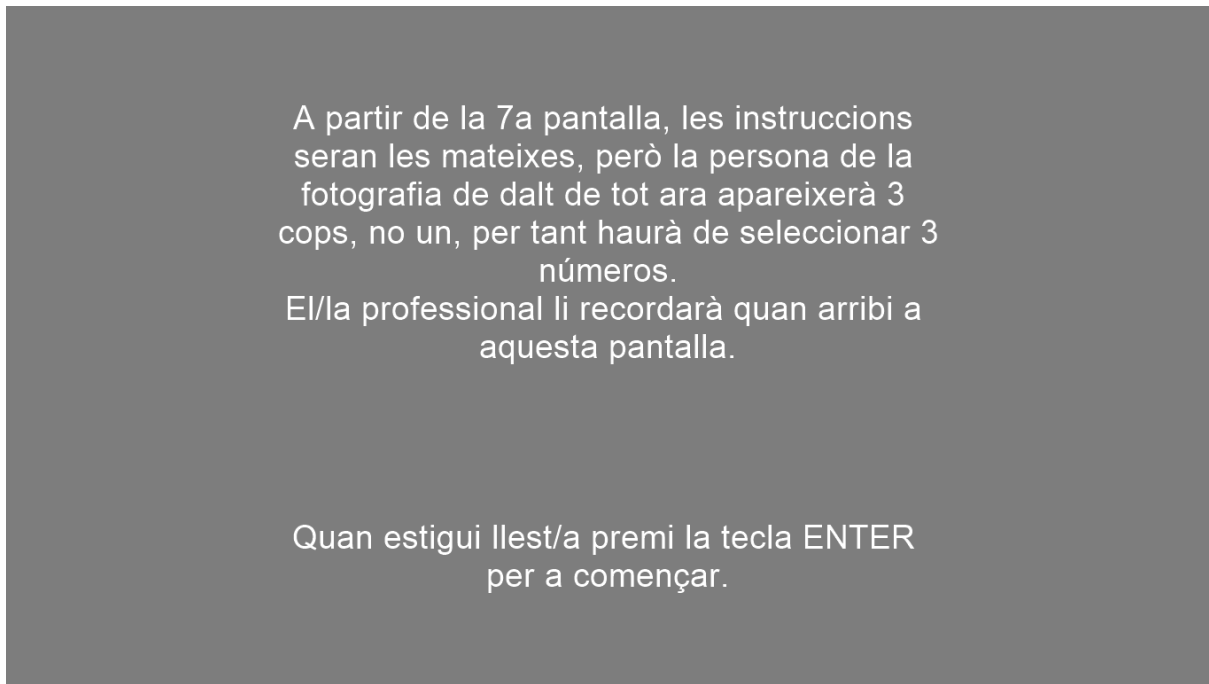 A partir de la 7a pantalla, les instruccions
seran les mateixes, però la persona de la
fotografia de dalt de tot ara apareixerà 3
cops, no un, per tant haurà de seleccionar 3
números.
El/la professional li recordarà quan arribi a
aquesta pantalla.
Quan estigui llest/a premi la tecla ENTER
per a començar.